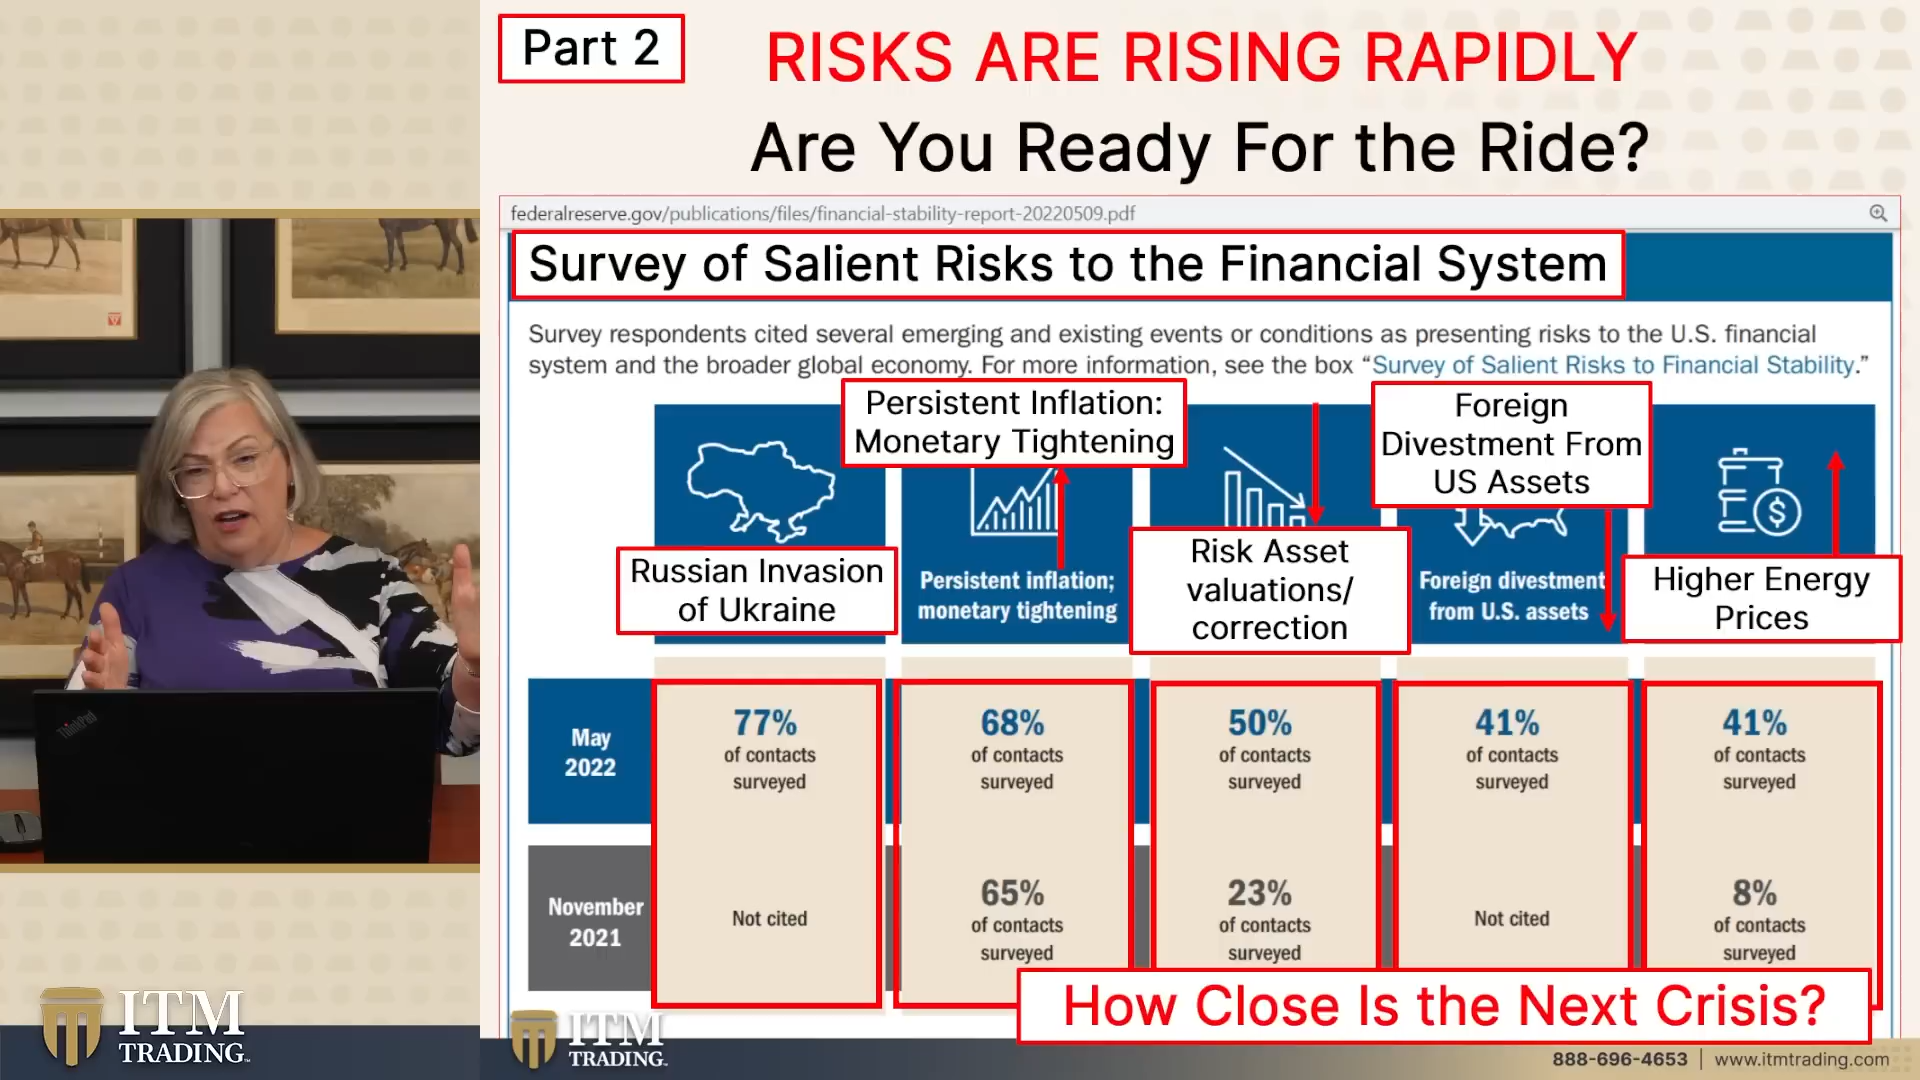 Part 2
RISKS ARE RISING RAPIDLY
Are You Ready For the Ride?
federalreserve.gov/publications/files/financial-stability-report-20220509.pdf
Survey of Salient Risks to the Financial System
Survey respondents cited several emerging and existing events or conditions as presenting risks to the U.S. financial
system and the broader global economy. For more information, see the box “Survey of Salient Risks to Financial Stability.”
Russian Invasion
of Ukraine
Persistent Inflation:
Monetary Tightening
Persistent inflation;
monetary tightening
Risk Asset
valuations/
correction
Foreign
Divestment From
US Assets
Foreign divestment
from U.S. assets
Higher Energy
Prices
May
2022
77%
of contacts
surveyed
68%
of contacts
surveyed
50%
of contacts
surveyed
41%
of contacts
surveyed
41%
of contacts
surveyed
November
2021
Not cited
65%
of contacts
surveyed
23%
of contacts
surveyed
Not cited
8%
of contacts
surveyed
How Close Is the Next Crisis?
ThinkPad
ITM
TRADING
ITM
TRADING
888-696-4653 | www.itmtrading.com